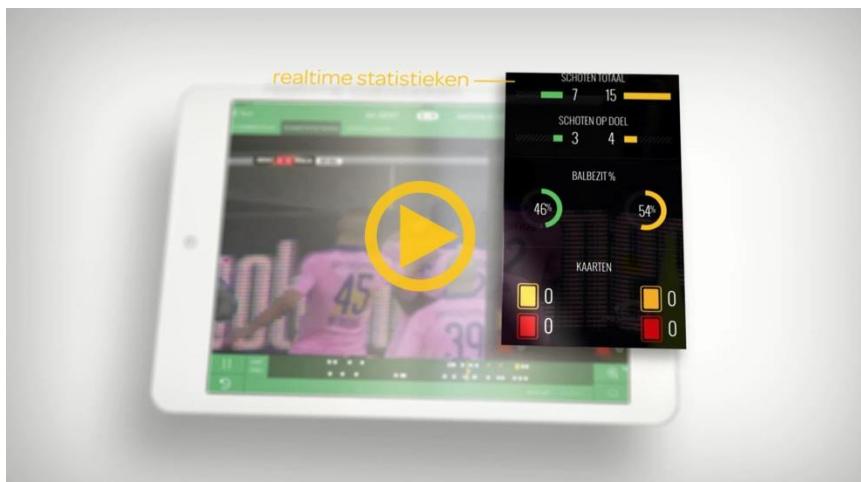 realtime statistieken
SCHOTEN TOTAAL
7 15
SCHOTEN OP DOEL
3 4
BALBEZIT %
46% 54%
KAARTEN
0 0
0 0
45
39